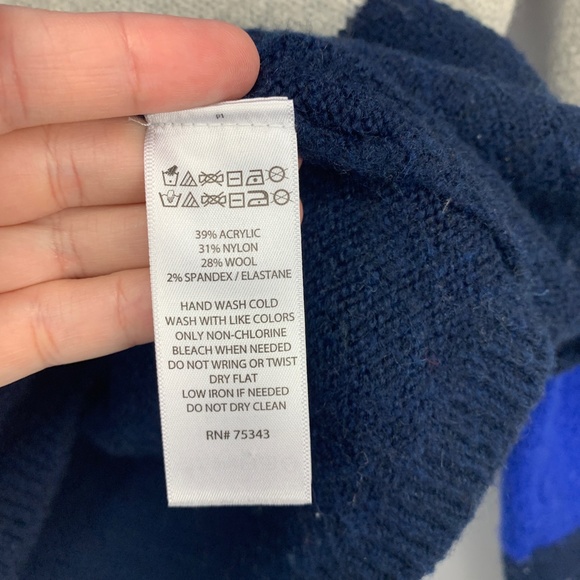 39% ACRYLIC
31% NYLON
28% WOOL
2% SPANDEX / ELASTANE
HAND WASH COLD
WASH WITH LIKE COLORS
ONLY NON-CHLORINE
BLEACH WHEN NEEDED
DO NOT WRING OR TWIST
DRY FLAT
LOW IRON IF NEEDED
DO NOT DRY CLEAN
RN# 75343